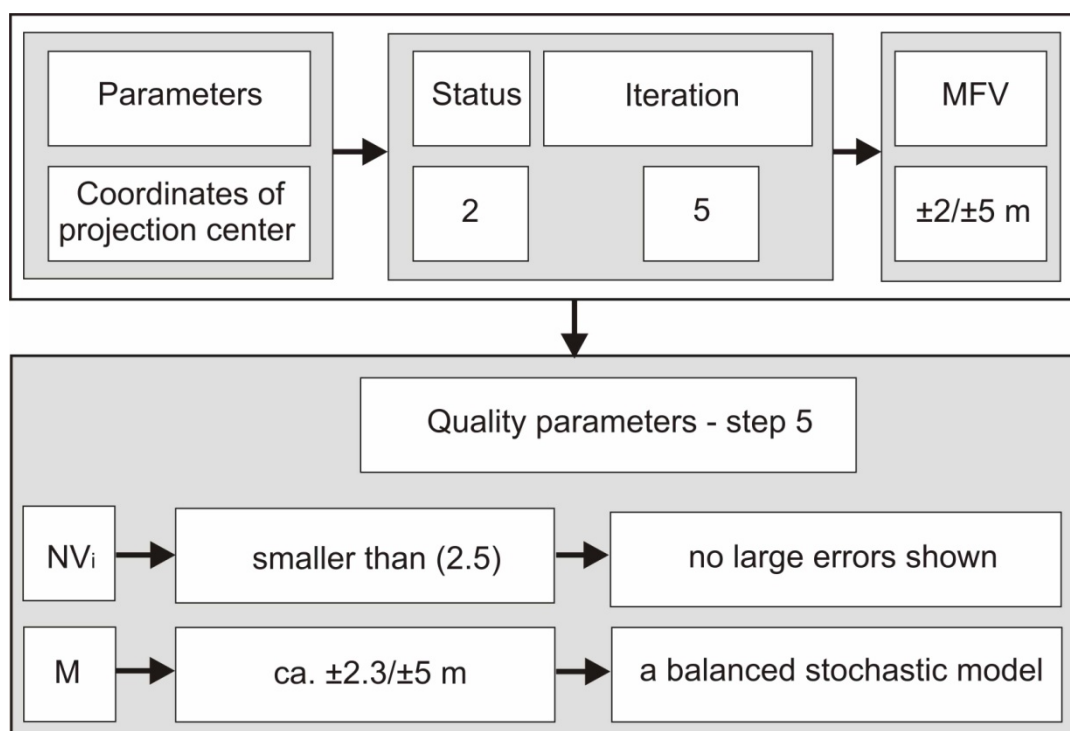 Parameters
Coordinates of
projection center
Status
Iteration
2
5
MFV
±2/±5 m
Quality parameters - step 5
NVi
smaller than (2.5)
no large errors shown
M
ca. ±2.3/±5 m
a balanced stochastic model